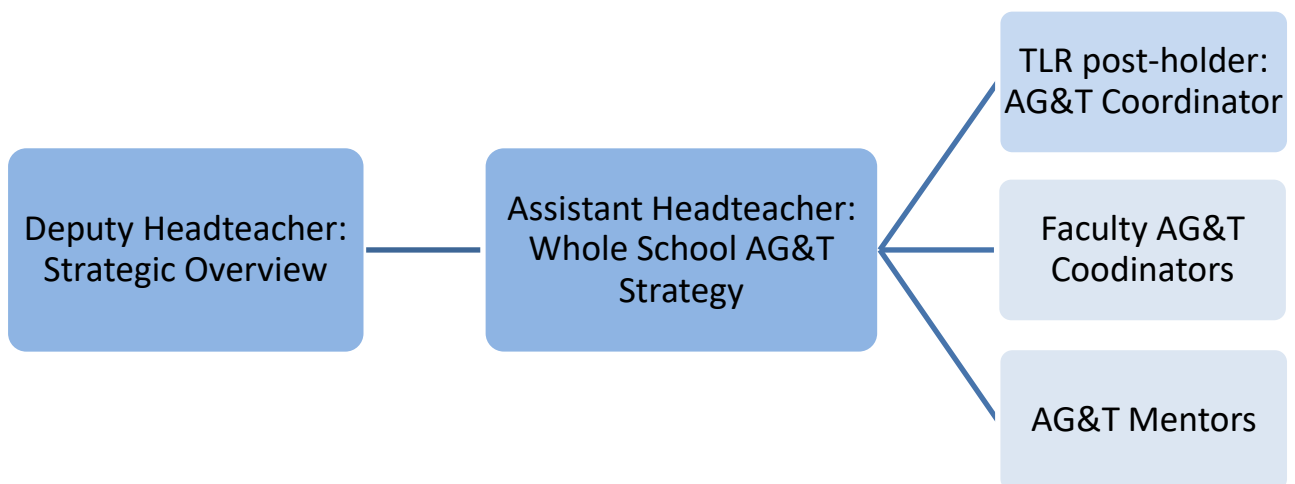 Deputy Headteacher:
Strategic Overview
Assistant Headteacher:
Whole School AG&T
Strategy
TLR post-holder:
AG&T Coordinator
Faculty AG&T
Coodinators
AG&T Mentors